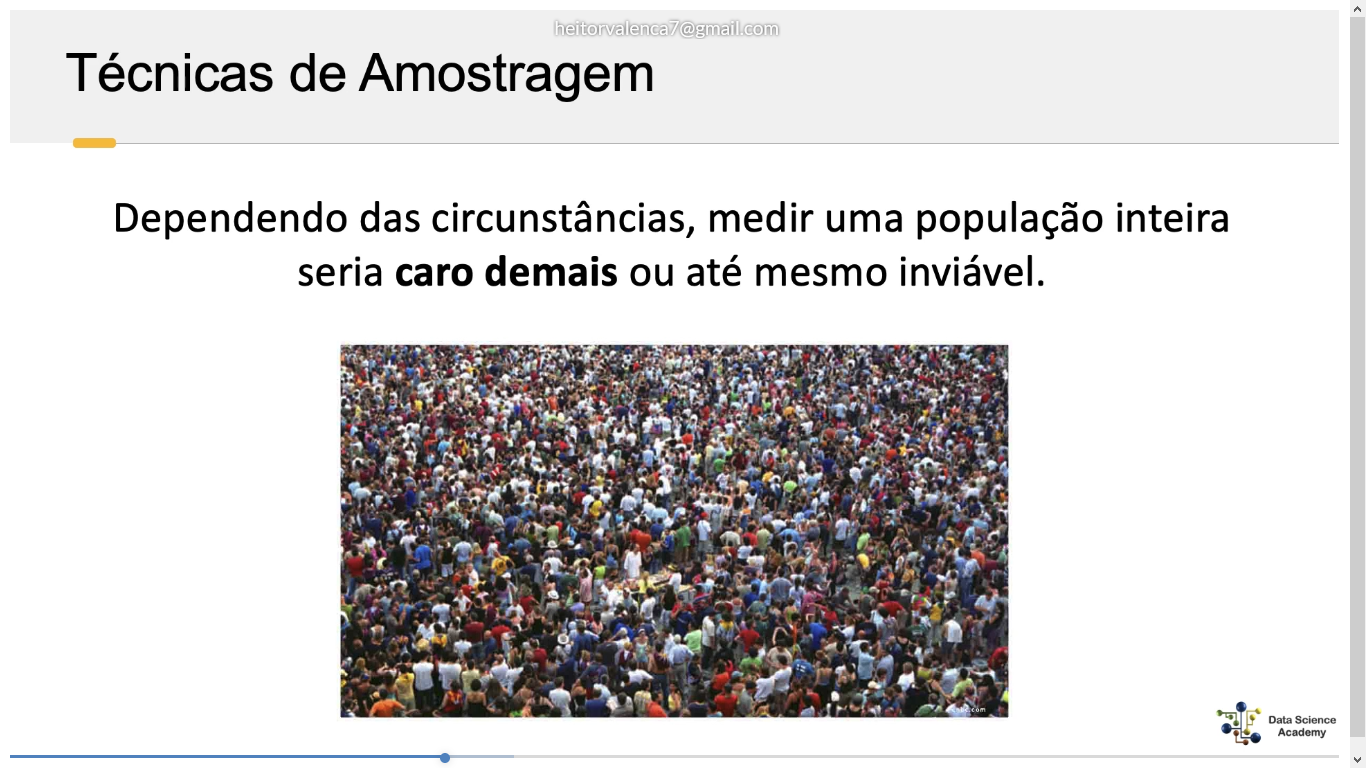 heitorvalenca7@gmail.com
Técnicas de Amostragem
Dependendo das circunstâncias, medir uma população inteira
seria caro demais ou até mesmo inviável.
Data Science
Academy